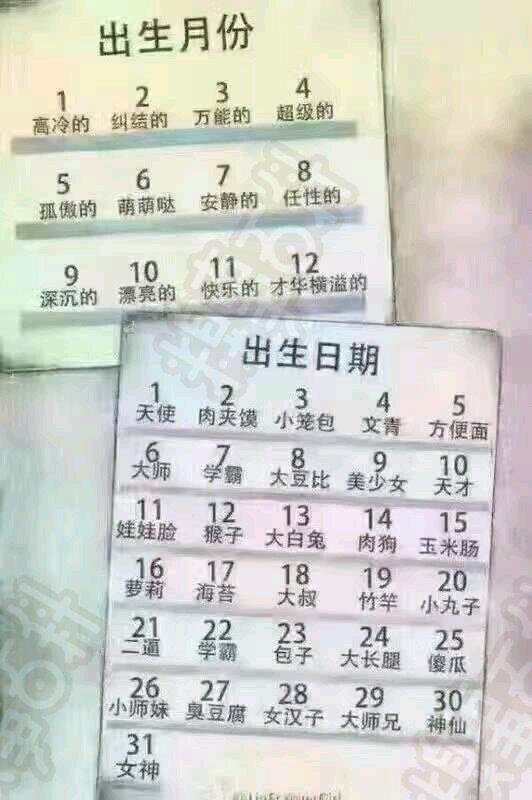 出生月份
1 2 3 4
高冷的 纠结的 万能的 超级的
5 6 7 8
孤傲的 萌萌哒 安静的 任性的
9 10 11 12
深沉的 漂亮的 快乐的 才华横溢的
出生日期
1 2 3 4 5
天使 肉夹馍 小笼包 文青 方便面
6 7 8 9 10
大师 学霸 大豆比 美少女 天才
11 12 13 14 15
娃娃脸 猴子 大白兔 肉狗 玉米肠
16 17 18 19 20
萝莉 海苔 大叔 竹竿 小丸子
21 22 23 24 25
二逼 学霸 包子 大长腿 傻瓜
26 27 28 29 30
小师妹 臭豆腐 女汉子 大师兄 神仙
31
女神